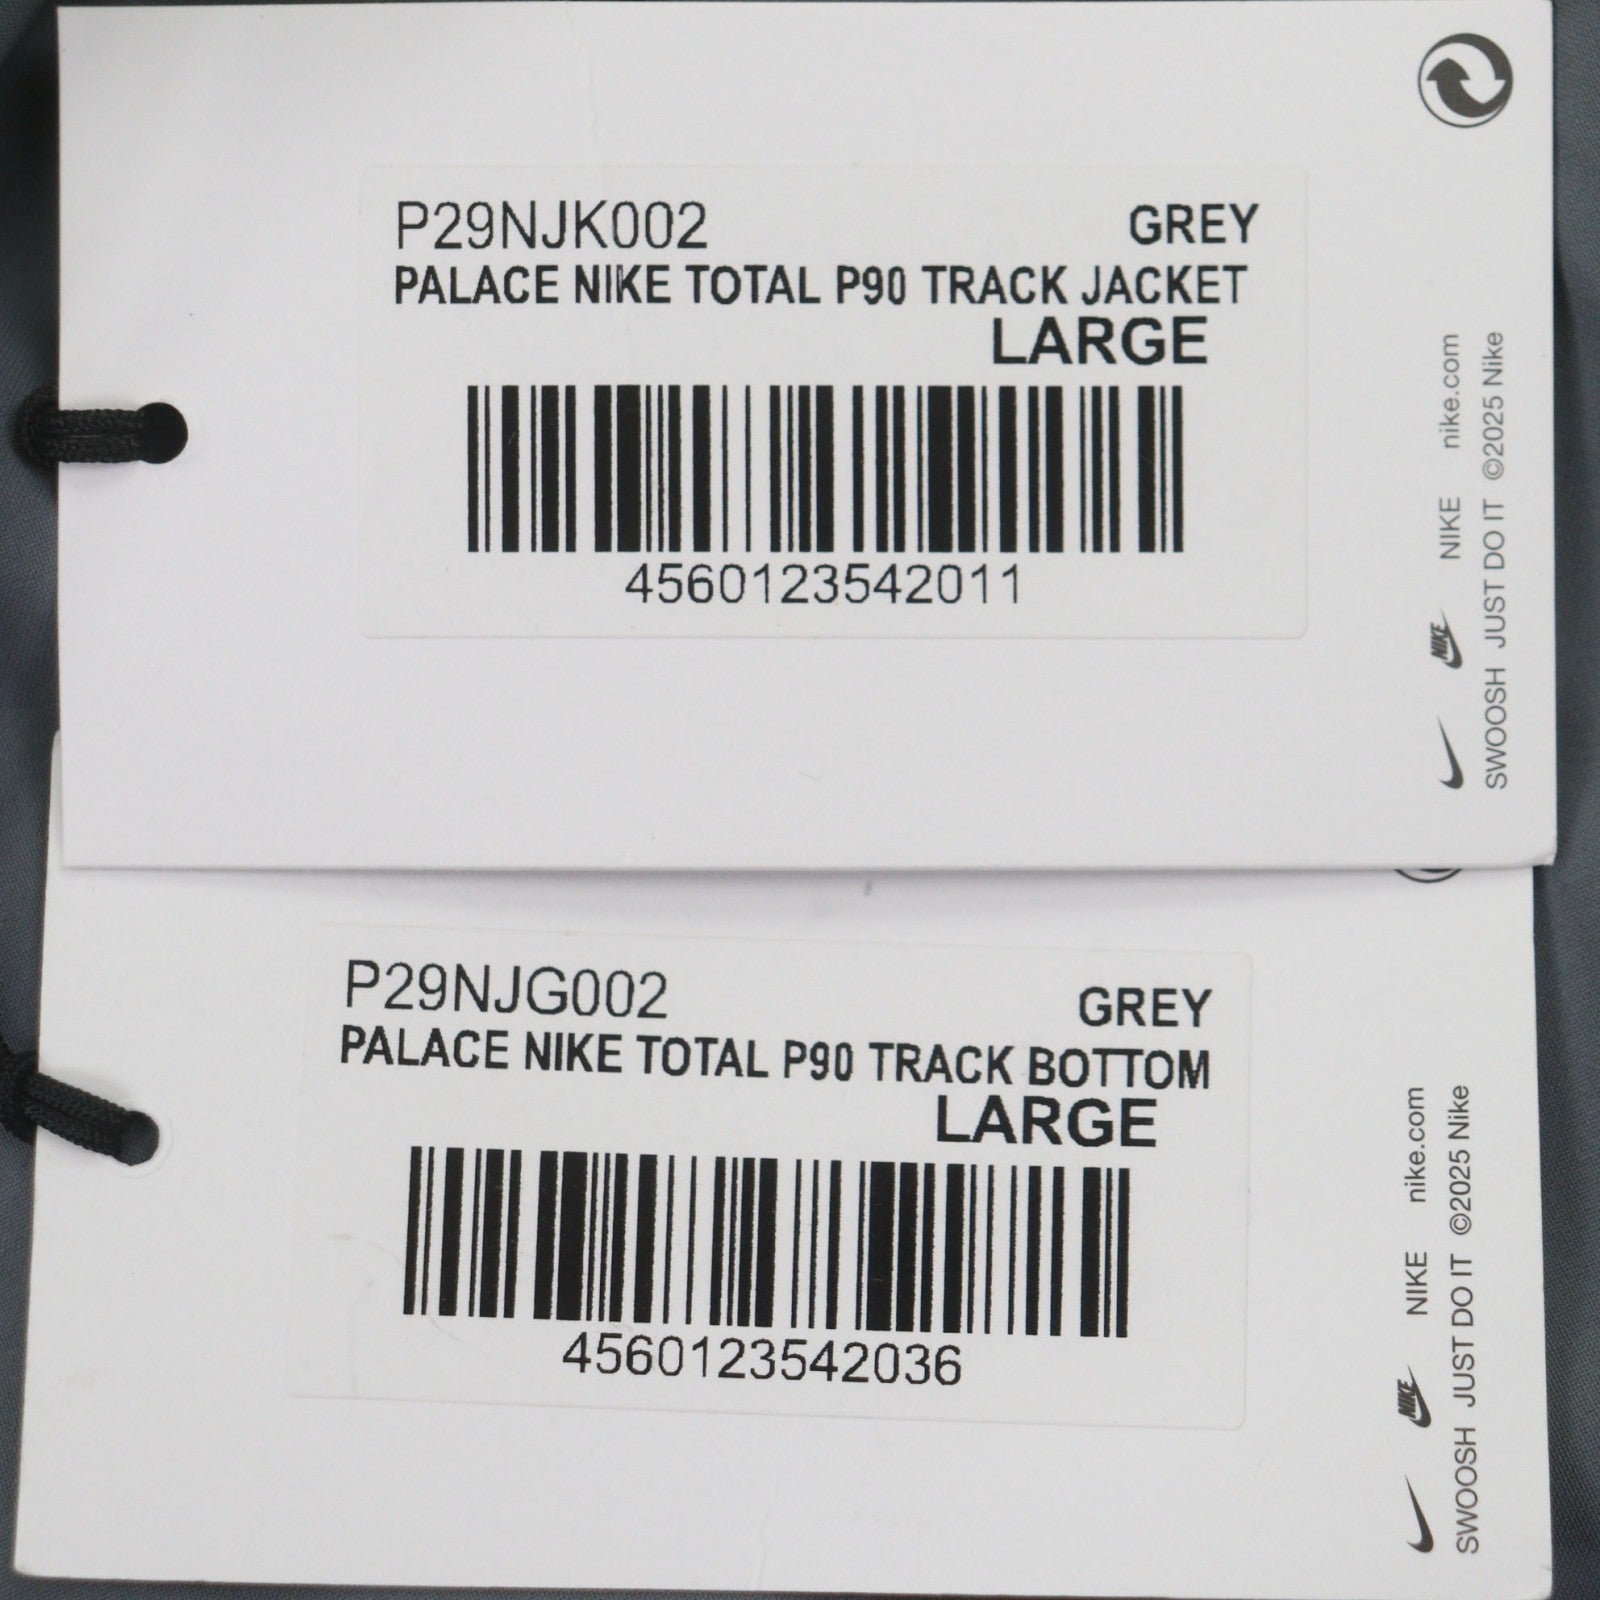 P29NJK002 GREY
PALACE NIKE TOTAL P90 TRACK JACKET
LARGE
4560123542011
NIKE NIKE nike.com
SWOOSH JUST DO IT ©2025 Nike
P29NJG002 GREY
PALACE NIKE TOTAL P90 TRACK BOTTOM
LARGE
4560123542036
NIKE NIKE nike.com
SWOOSH JUST DO IT ©2025 Nike